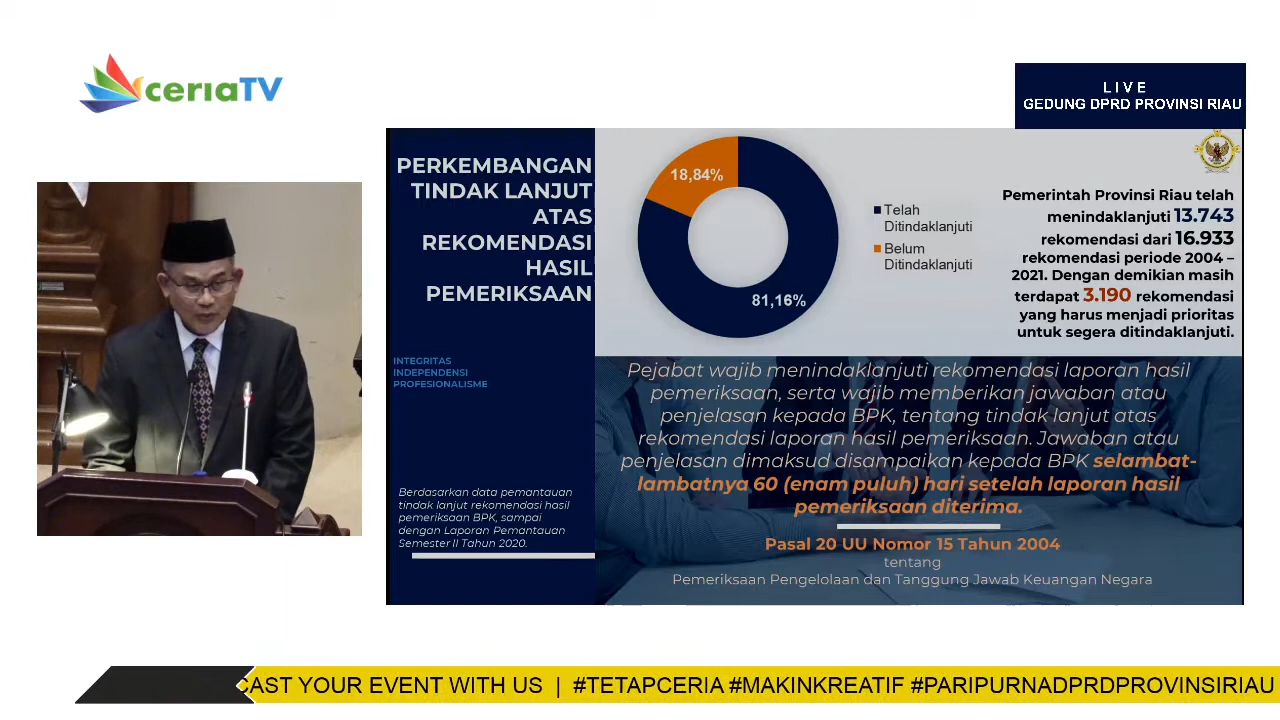 ceriaTV
LIVE
GEDUNG DPRD PROVINSI RIAU
PERKEMBANGAN
TINDAK LANJUT
ATAS
REKOMENDASI
HASIL
PEMERIKSAAN
INTEGRITAS
INDEPENDENSI
PROFESIONALISME
Berdasarkan data pemantauan
tindak lanjut rekomendasi hasil
pemeriksaan BPK, sampai
dengan Laporan Pemantauan
Semester II Tahun 2020.
18,84%
81,16%
Telah
Ditindaklanjuti
Belum
Ditindaklanjuti
Pemerintah Provinsi Riau telah
menindaklanjuti 13.743
rekomendasi dari 16.933
rekomendasi periode 2004 –
2021. Dengan demikian masih
terdapat 3.190 rekomendasi
yang harus menjadi prioritas
untuk segera ditindaklanjuti.
Pejabat wajib menindaklanjuti rekomendasi laporan hasil
pemeriksaan, serta wajib memberikan jawaban atau
penjelasan kepada BPK, tentang tindak lanjut atas
rekomendasi laporan hasil pemeriksaan. Jawaban atau
penjelasan dimaksud disampaikan kepada BPK selambat-
lambatnya 60 (enam puluh) hari setelah laporan hasil
pemeriksaan diterima.
Pasal 20 UU Nomor 15 Tahun 2004
tentang
Pemeriksaan Pengelolaan dan Tanggung Jawab Keuangan Negara
CAST YOUR EVENT WITH US | #TETAPCERIA #MAKINKREATIF #PARIPURNADPRDPROVINSIRIAU